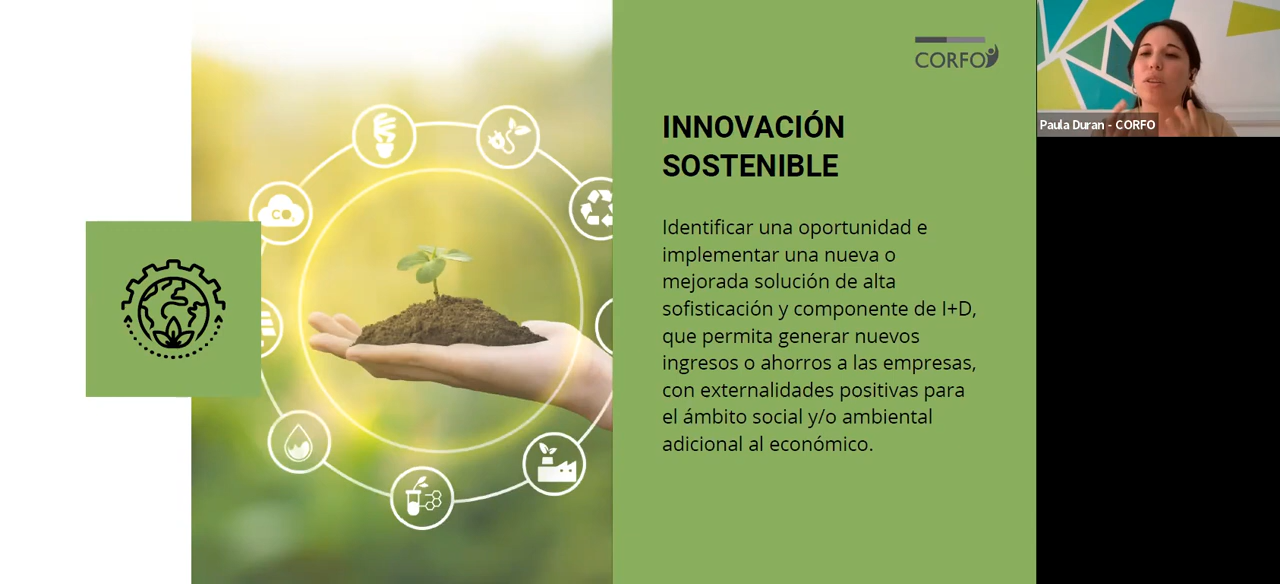 CORFO
Paula Duran - CORFO
INNOVACIÓN
SOSTENIBLE
CO₂
Identificar una oportunidad e
implementar una nueva o
mejorada solución de alta
sofisticación y componente de I+D,
que permita generar nuevos
ingresos o ahorros a las empresas,
con externalidades positivas para
el ámbito social y/o ambiental
adicional al económico.